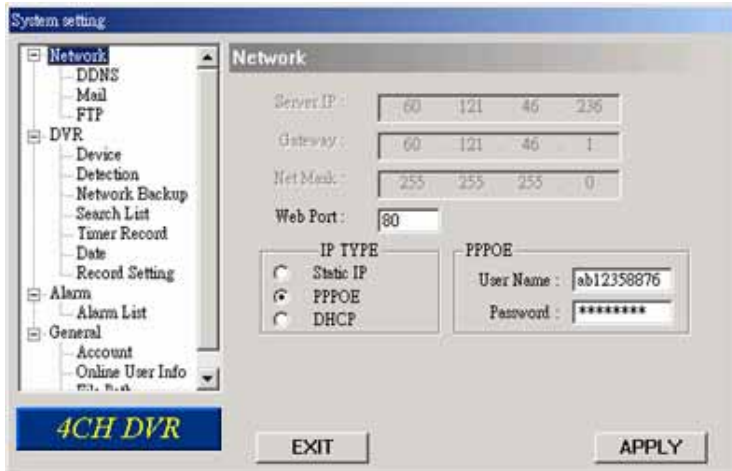 System setting
Network
DDNS
Mail
FTP
DVR
Device
Detection
Network Backup
Search List
Timer Record
Date
Record Setting
Alarm
Alarm List
General
Account
Online User Info
File Path
4CH DVR
Network
Server IP : 60 121 46 236
Gateway : 60 121 46 1
Net Mask : 255 255 255 0
Web Port : 80
IP TYPE
Static IP
PPPOE
DHCP
PPPOE
User Name : ab12358876
Password : ********
EXIT
APPLY